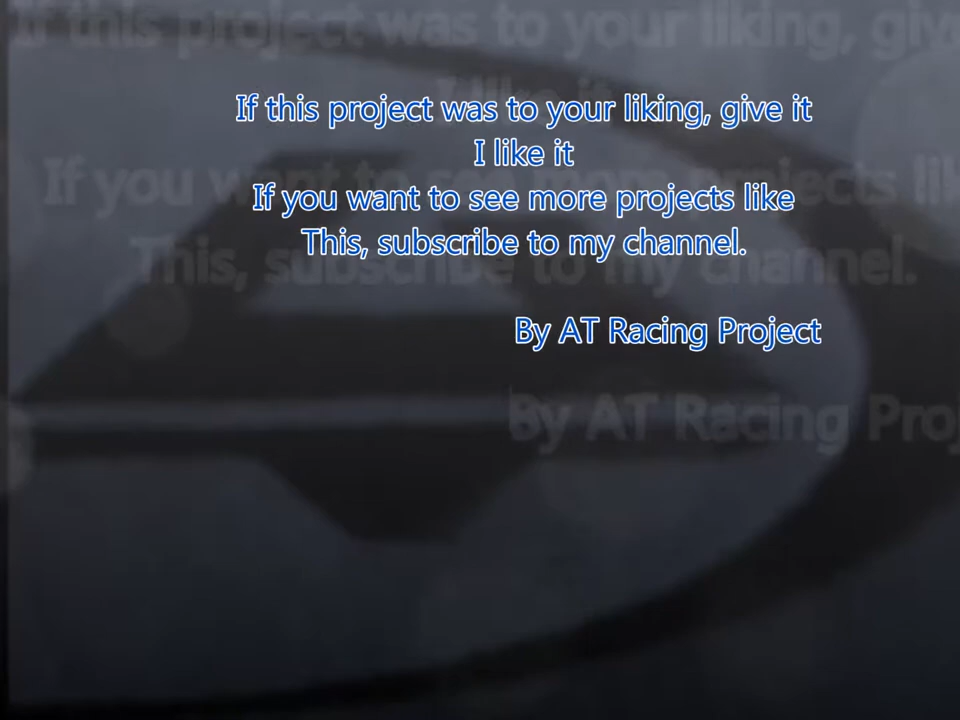 If this project was to your liking, give it
I like it
If you want to see more projects like
This, subscribe to my channel.
By AT Racing Project